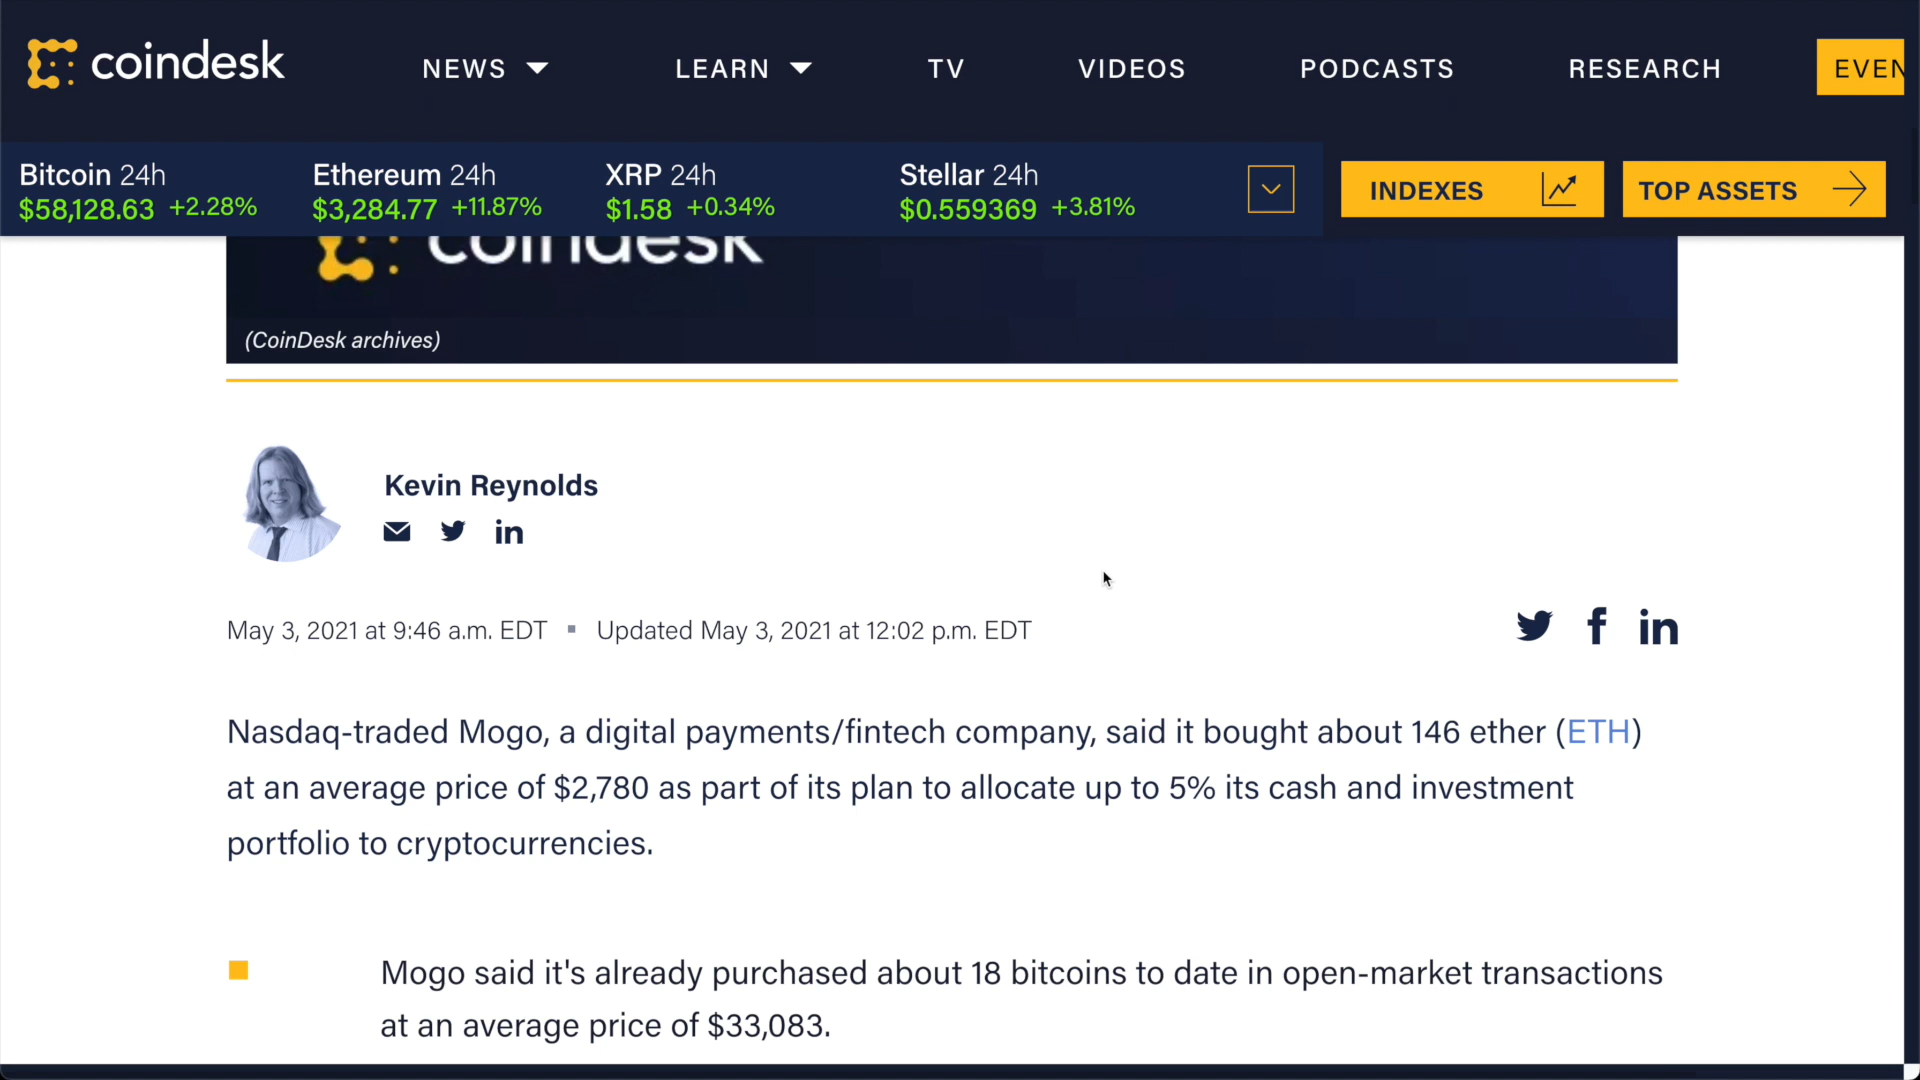 coindesk
NEWS LEARN TV VIDEOS PODCASTS RESEARCH EVEN
Bitcoin 24h Ethereum 24h XRP 24h Stellar 24h
$58,128.63 +2.28% $3,284.77 +11.87% $1.58 +0.34% $0.559369 +3.81%
INDEXES TOP ASSETS
coindesk
(CoinDesk archives)
Kevin Reynolds
in
May 3, 2021 at 9:46 a.m. EDT ▪ Updated May 3, 2021 at 12:02 p.m. EDT
f in
Nasdaq-traded Mogo, a digital payments/fintech company, said it bought about 146 ether (ETH)
at an average price of $2,780 as part of its plan to allocate up to 5% its cash and investment
portfolio to cryptocurrencies.
Mogo said it's already purchased about 18 bitcoins to date in open-market transactions
at an average price of $33,083.